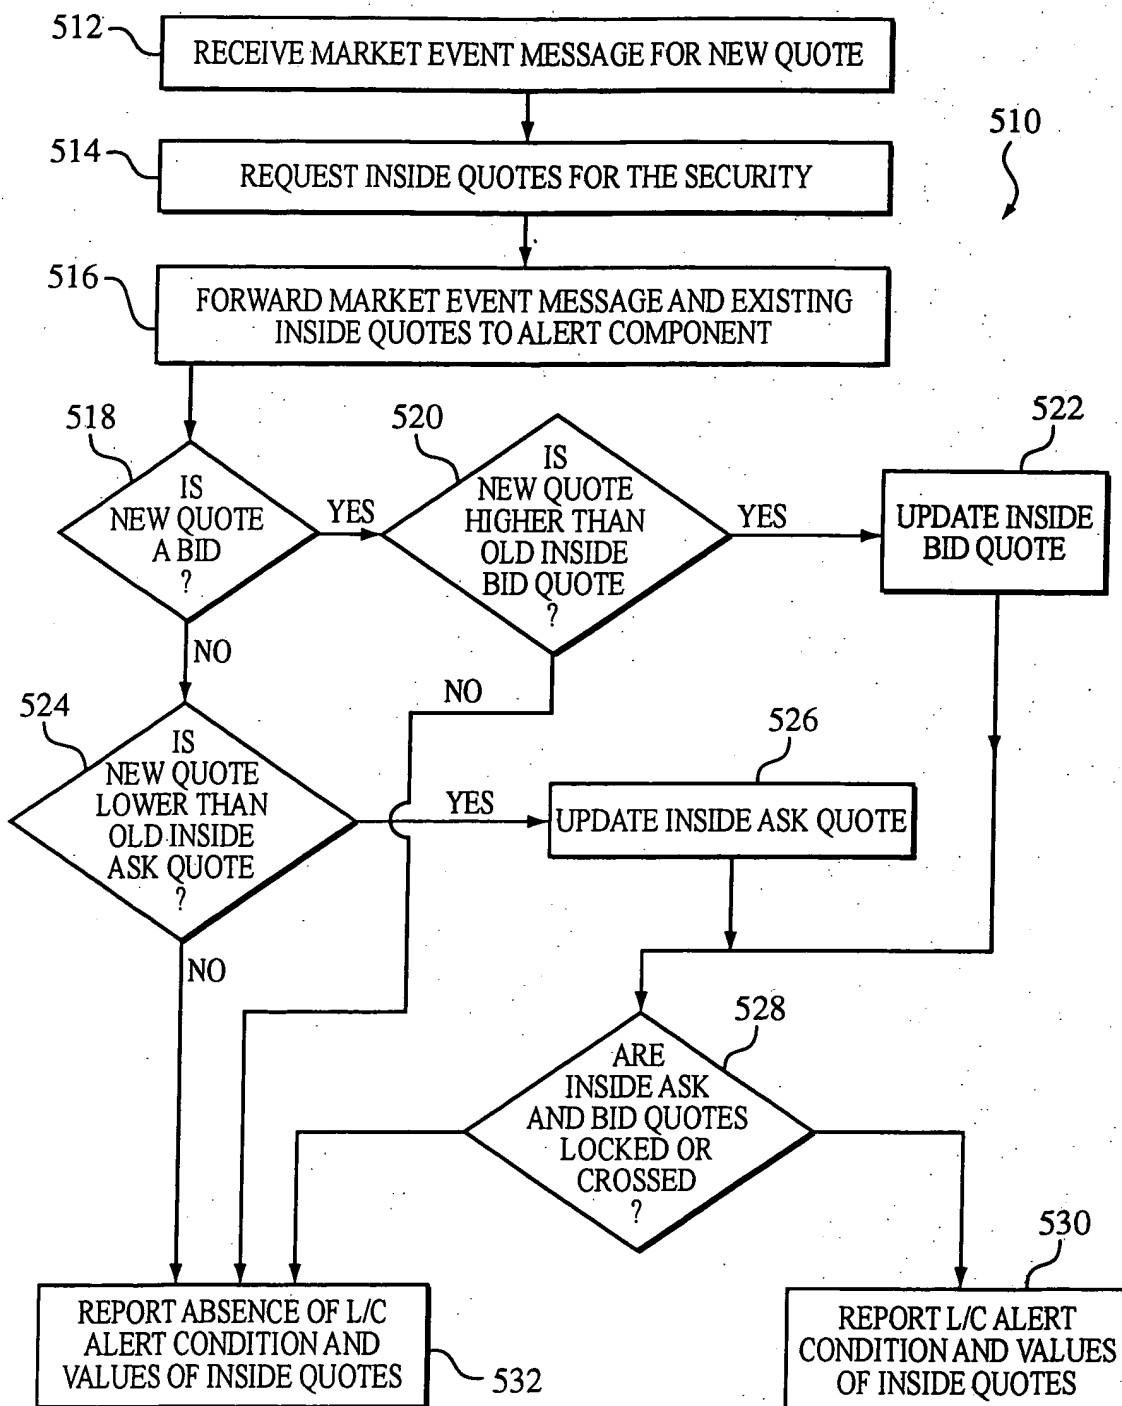 512
RECEIVE MARKET EVENT MESSAGE FOR NEW QUOTE
510
514
REQUEST INSIDE QUOTES FOR THE SECURITY
516
FORWARD MARKET EVENT MESSAGE AND EXISTING
INSIDE QUOTES TO ALERT COMPONENT
518
IS
NEW QUOTE
A BID
?
YES
NO
520
IS
NEW QUOTE
HIGHER THAN
OLD INSIDE
BID QUOTE
?
YES
NO
522
UPDATE INSIDE
BID QUOTE
524
IS
NEW QUOTE
LOWER THAN
OLD INSIDE
ASK QUOTE
?
YES
NO
526
UPDATE INSIDE ASK QUOTE
528
ARE
INSIDE ASK
AND BID QUOTES
LOCKED OR
CROSSED
?
530
REPORT L/C ALERT
CONDITION AND VALUES
OF INSIDE QUOTES
REPORT ABSENCE OF L/C
ALERT CONDITION AND
VALUES OF INSIDE QUOTES
532